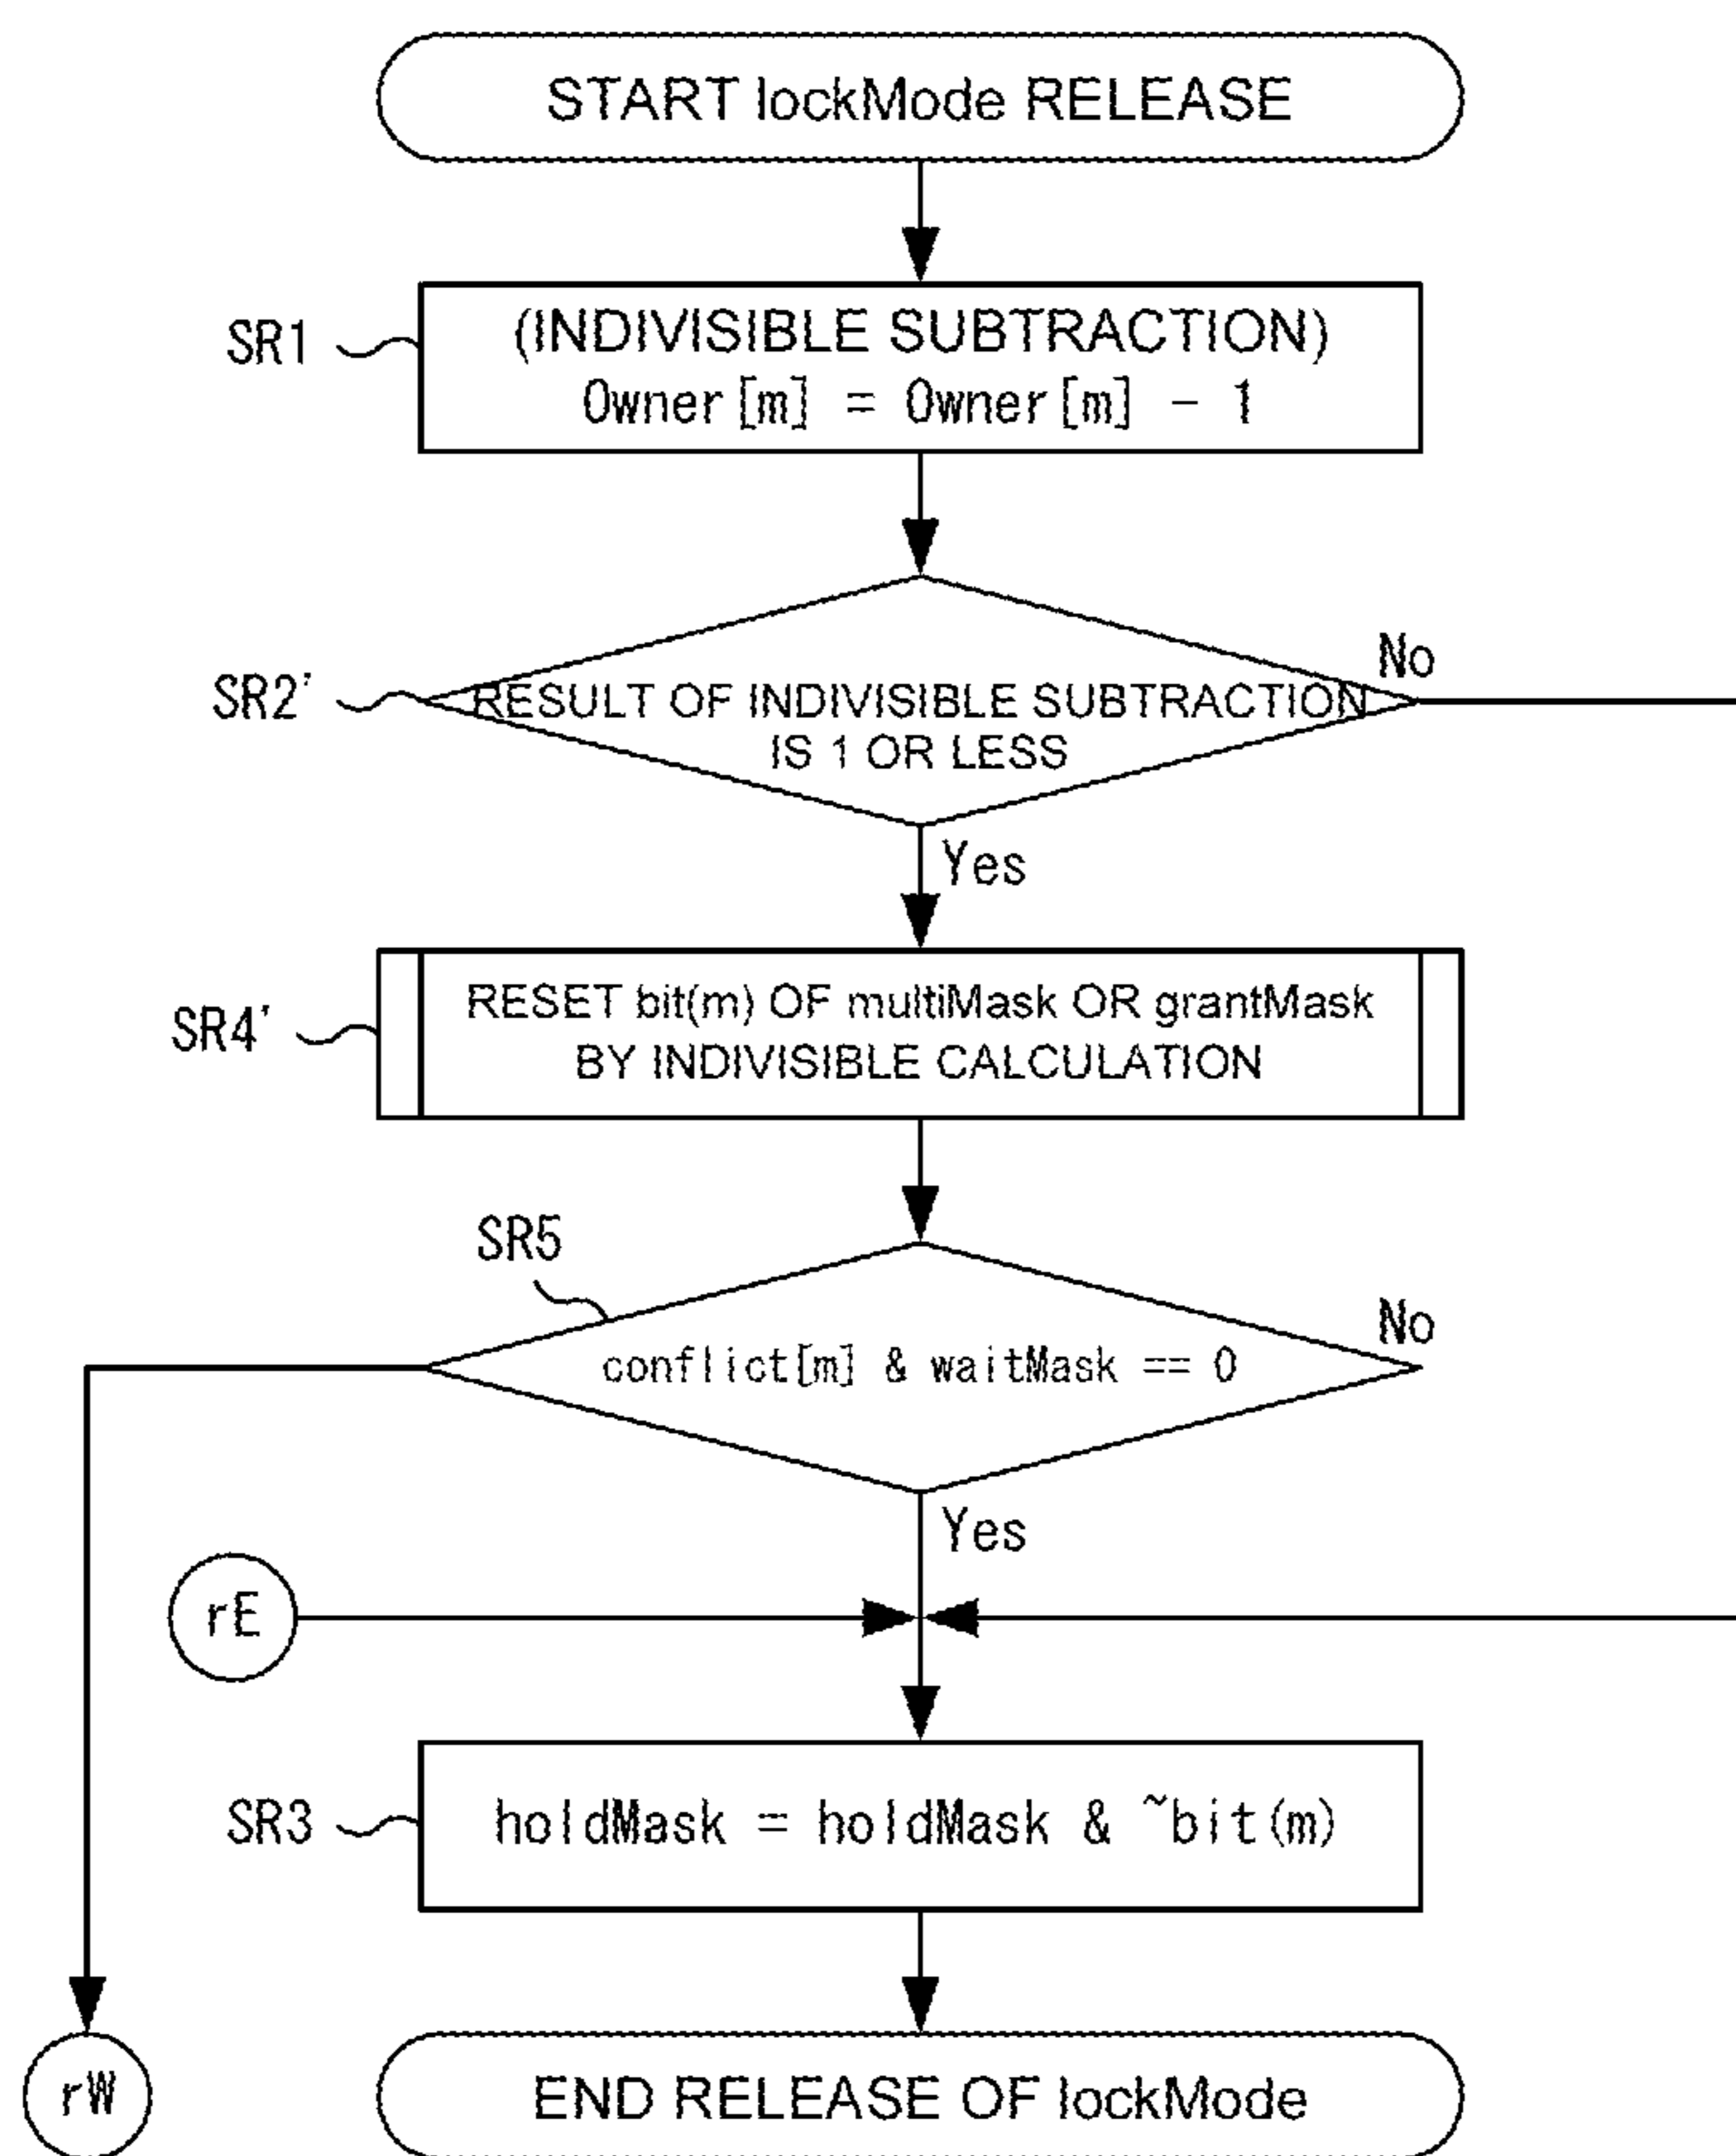 START lockMode RELEASE
SR1
(INDIVISIBLE SUBTRACTION)
Owner[m] = Owner[m] - 1
No
SR2'
RESULT OF INDIVISIBLE SUBTRACTION
IS 1 OR LESS
Yes
SR4'
RESET bit(m) OF multiMask OR grantMask
BY INDIVISIBLE CALCULATION
SR5
No
conflict[m] & waitMask == 0
Yes
rE
SR3
holdMask = holdMask & ~bit(m)
rW
END RELEASE OF lockMode